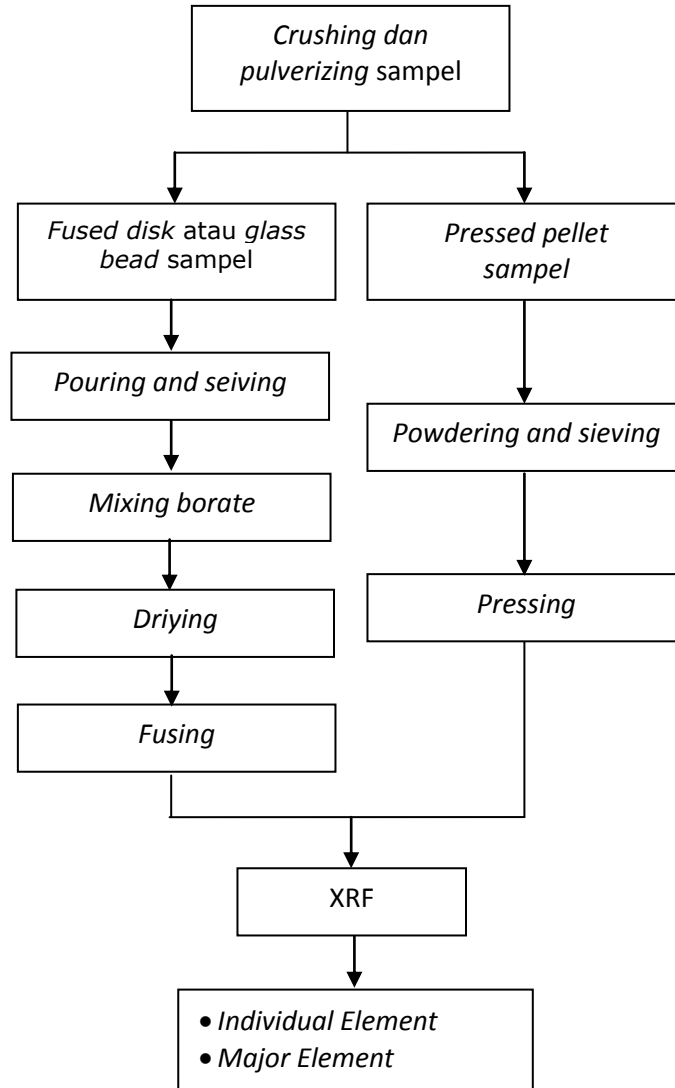 Crushing dan
pulverizing sampel
Fused disk atau glass
bead sampel
Pressed pellet
sampel
Pouring and seiving
Powdering and sieving
Mixing borate
Driying
Pressing
Fusing
XRF
• Individual Element
• Major Element